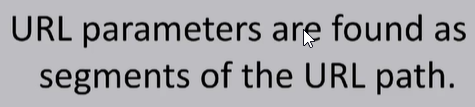 URL parameters are found as
segments of the URL path.